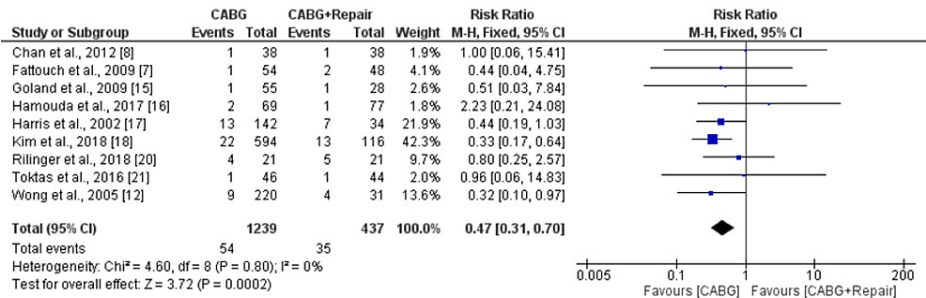 CABG CABG+Repair Risk Ratio Risk Ratio
Study or Subgroup Events Total Events Total Weight M-H, Fixed, 95% CI M-H, Fixed, 95% CI
Chan et al., 2012 [8] 1 38 1 38 1.9% 1.00 [0.06, 15.41]
Fattouch et al., 2009 [7] 1 54 2 48 4.1% 0.44 [0.04, 4.75]
Goland et al., 2009 [15] 1 55 1 28 2.6% 0.51 [0.03, 7.84]
Hamouda et al., 2017 [16] 2 69 1 77 1.8% 2.23 [0.21, 24.08]
Harris et al., 2002 [17] 13 142 7 34 21.9% 0.44 [0.19, 1.03]
Kim et al., 2018 [18] 22 594 13 116 42.3% 0.33 [0.17, 0.64]
Rilinger et al., 2018 [20] 4 21 5 21 9.7% 0.80 [0.25, 2.57]
Toktas et al., 2016 [21] 1 46 1 44 2.0% 0.96 [0.06, 14.83]
Wong et al., 2005 [12] 9 220 4 31 13.6% 0.32 [0.10, 0.97]
Total (95% CI) 1239 437 100.0% 0.47 [0.31, 0.70]
Total events 54 35
Heterogeneity: Chi² = 4.60, df = 8 (P = 0.80); I² = 0%
Test for overall effect: Z = 3.72 (P = 0.0002)
0.005 0.1 1 10 200
Favours [CABG] Favours [CABG+Repair]